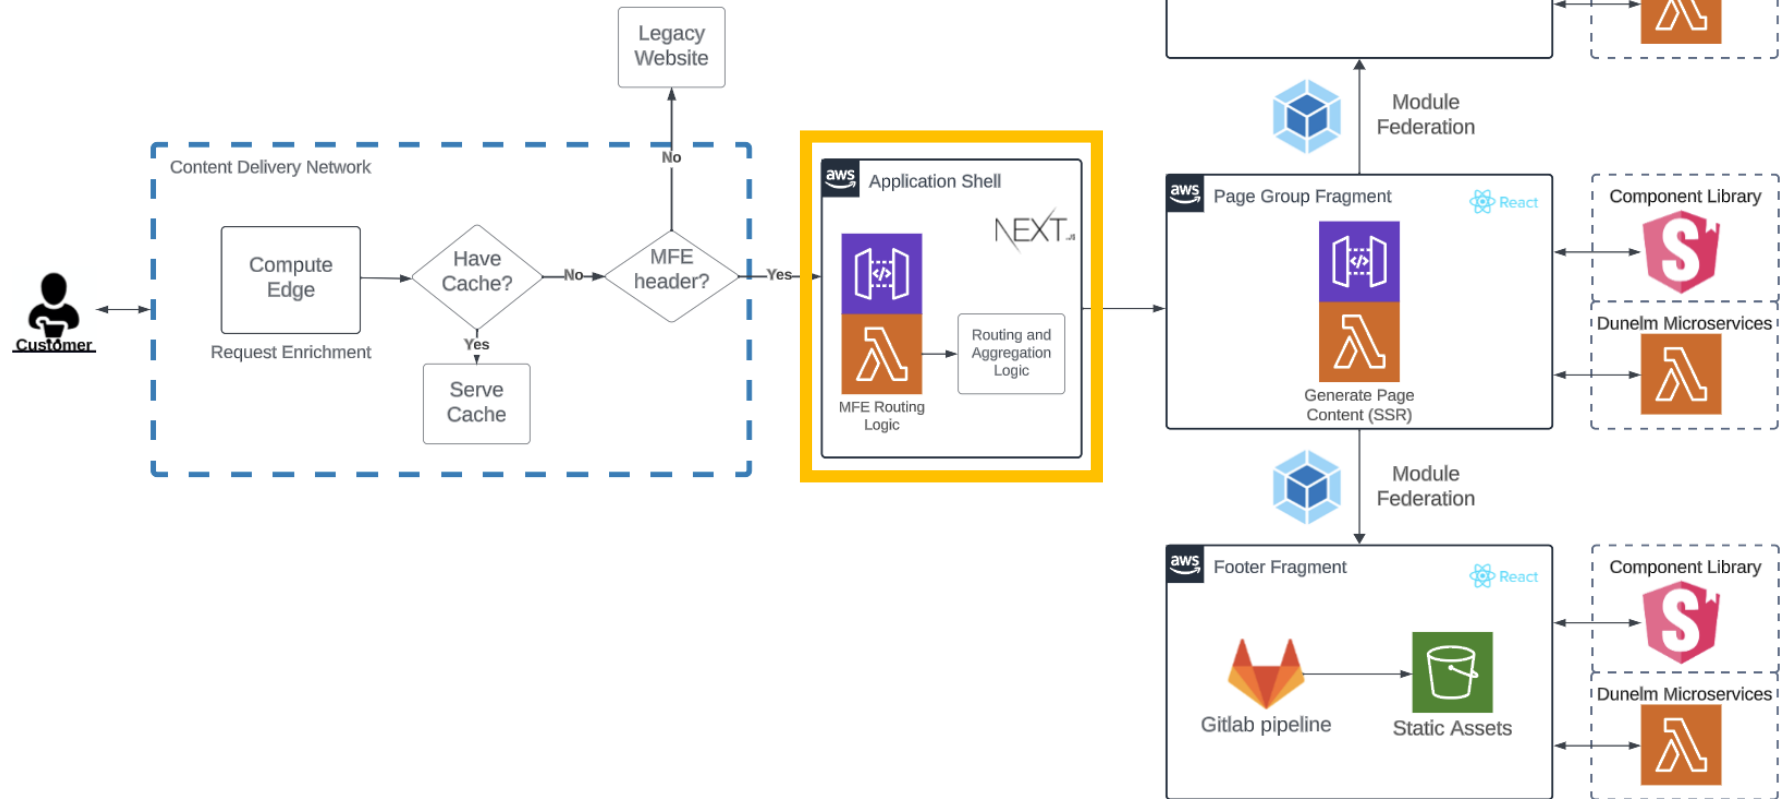 Legacy
Website
No
Content Delivery Network
Compute
Edge
Request Enrichment
Have
Cache?
No
Yes
Serve
Cache
MFE
header?
Yes
Customer
aws
Application Shell
NEXT.JS
MFE Routing
Logic
Routing and
Aggregation
Logic
Module
Federation
aws
Page Group Fragment
React
Generate Page
Content (SSR)
Component Library
S
Dunelm Microservices
Module
Federation
aws
Footer Fragment
React
Gitlab pipeline
Static Assets
Component Library
S
Dunelm Microservices